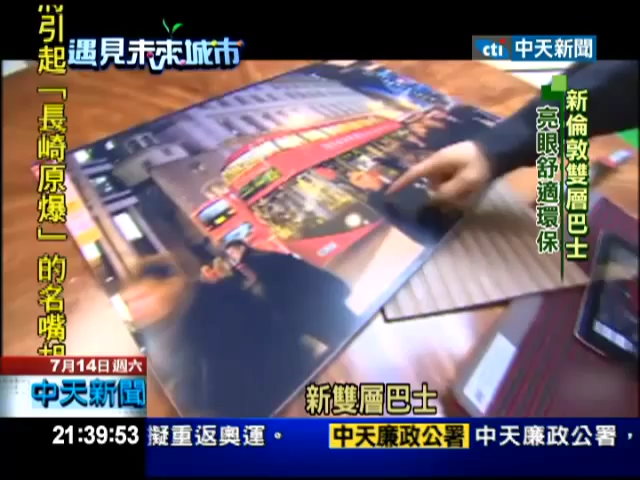 遇見未來城市
cti 中天新聞
將引起「長崎原爆」的名嘴胡
新倫敦雙層巴士
亮眼舒適環保
7月14日週六
中天新聞
新雙層巴士
21:39:53 擬重返奧運。 中天廉政公署 中天廉政公署，